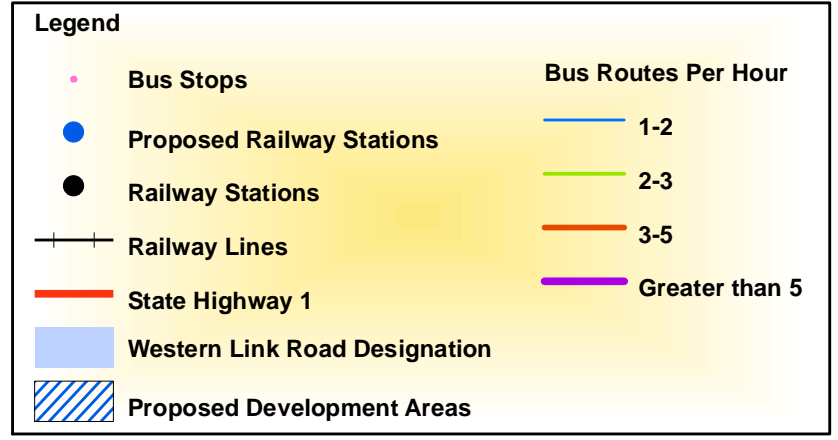 Legend
Bus Stops
Proposed Railway Stations
Railway Stations
Railway Lines
State Highway 1
Western Link Road Designation
Proposed Development Areas
Bus Routes Per Hour
1-2
2-3
3-5
Greater than 5